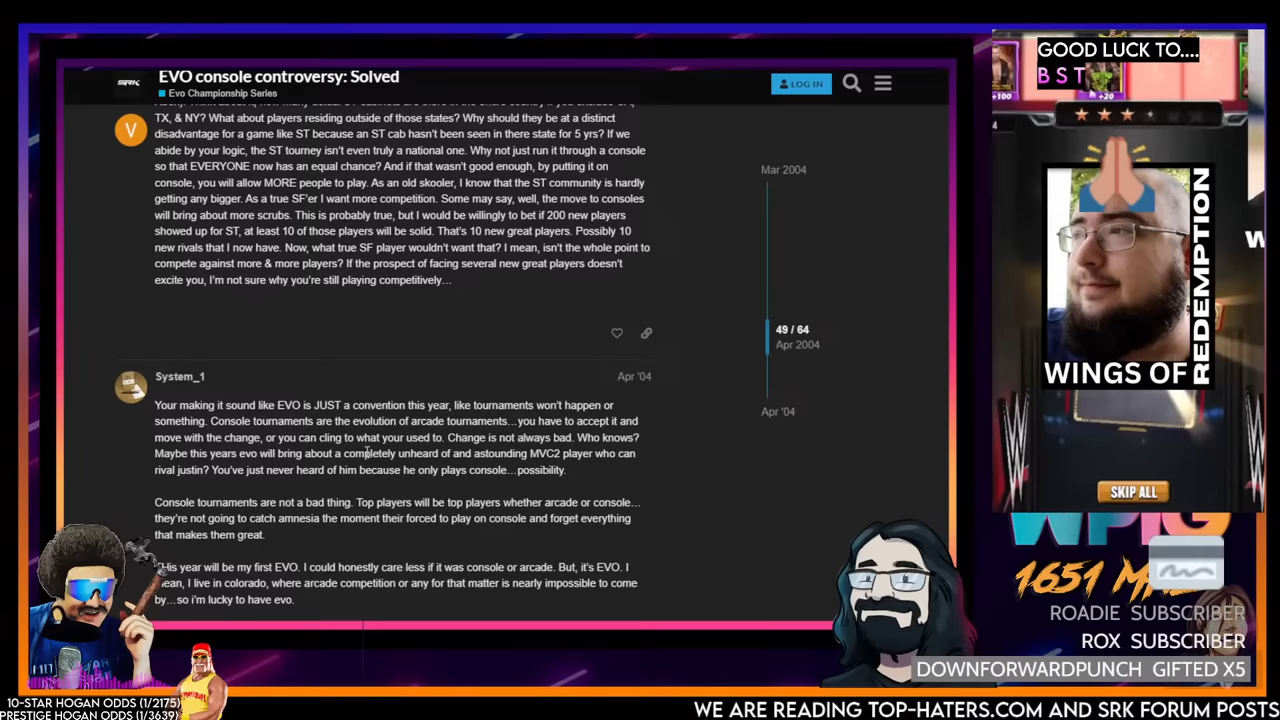 EVO console controversy: Solved
Evo Championship Series
LOG IN
V
TX, & NY? What about players residing outside of those states? Why should they be at a distinct
disadvantage for a game like ST because an ST cab hasn't been seen in there state for 5 yrs? If we
abide by your logic, the ST tourney isn't even truly a national one. Why not just run it through a console
so that EVERYONE now has an equal chance? And if that wasn't good enough, by putting it on
console, you will allow MORE people to play. As an old skooler, I know that the ST community is hardly
getting any bigger. As a true SF'er I want more competition. Some may say, well, the move to consoles
will bring about more scrubs. This is probably true, but I would be willingly to bet if 200 new players
showed up for ST, at least 10 of those players will be solid. That's 10 new great players. Possibly 10
new rivals that I now have. Now, what true SF player wouldn't want that? I mean, isn't the whole point to
compete against more & more players? If the prospect of facing several new great players doesn't
excite you, I'm not sure why you're still playing competitively…
Mar 2004
49 / 64
Apr 2004
Apr '04
System_1
Apr '04
Your making it sound like EVO is JUST a convention this year, like tournaments won't happen or
something. Console tournaments are the evolution of arcade tournaments…you have to accept it and
move with the change, or you can cling to what your used to. Change is not always bad. Who knows?
Maybe this years evo will bring about a completely unheard of and astounding MVC2 player who can
rival justin? You've just never heard of him because he only plays console…possibility.
Console tournaments are not a bad thing. Top players will be top players whether arcade or console…
they're not going to catch amnesia the moment their forced to play on console and forget everything
that makes them great.
His year will be my first EVO. I could honestly care less if it was console or arcade. But, it's EVO. I
mean, I live in colorado, where arcade competition or any for that matter is nearly impossible to come
by…so i'm lucky to have evo.
GOOD LUCK TO....
BST
+100
+20
WINGS OF
REDEMPTION
SKIP ALL
1651
ROADIE SUBSCRIBER
ROX SUBSCRIBER
DOWNFORWARDPUNCH GIFTED X5
10-STAR HOGAN ODDS (1/2175)
PRESTIGE HOGAN ODDS (1/3639)
WE ARE READING TOP-HATERS.COM AND SRK FORUM POSTS